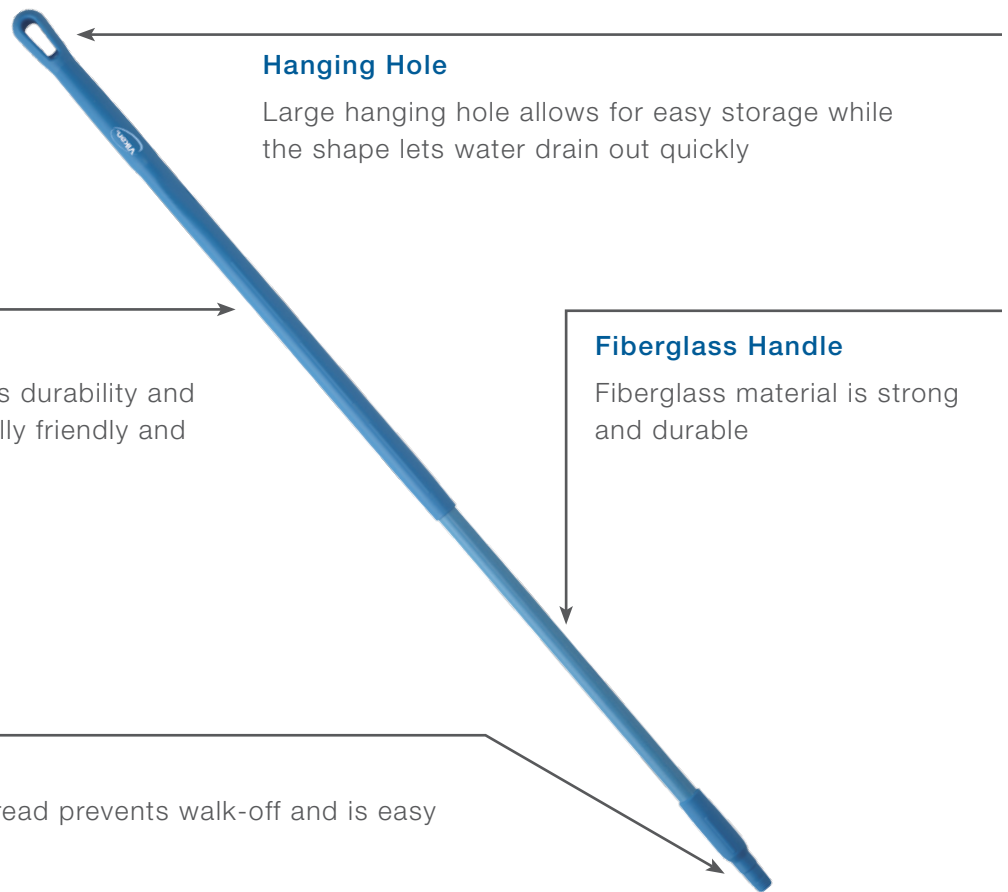 Hanging Hole
Large hanging hole allows for easy storage while
the shape lets water drain out quickly
Vikan
Fiberglass Handle
Fiberglass material is strong
and durable
s durability and
lly friendly and
read prevents walk-off and is easy